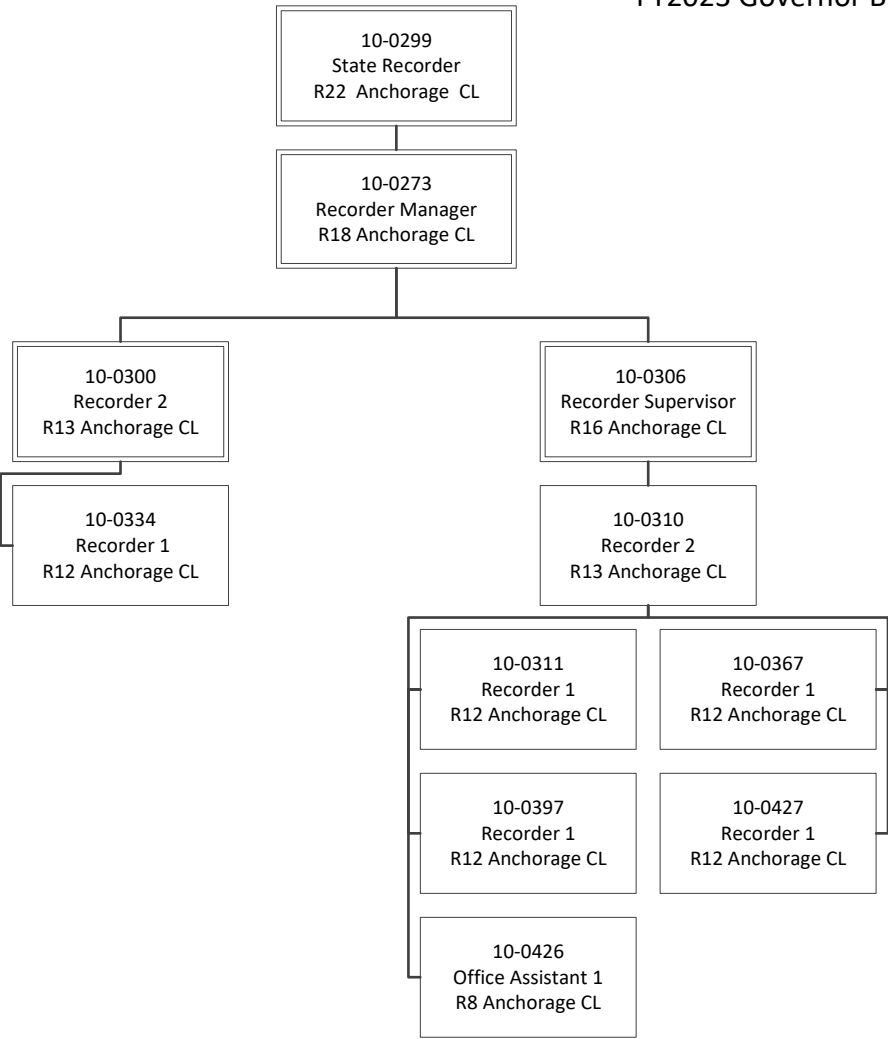 Governor
10-0299
State Recorder
R22 Anchorage CL
10-0273
Recorder Manager
R18 Anchorage CL
10-0300
Recorder 2
R13 Anchorage CL
10-0306
Recorder Supervisor
R16 Anchorage CL
10-0334
Recorder 1
R12 Anchorage CL
10-0310
Recorder 2
R13 Anchorage CL
10-0311
Recorder 1
R12 Anchorage CL
10-0367
Recorder 1
R12 Anchorage CL
10-0397
Recorder 1
R12 Anchorage CL
10-0427
Recorder 1
R12 Anchorage CL
10-0426
Office Assistant 1
R8 Anchorage CL